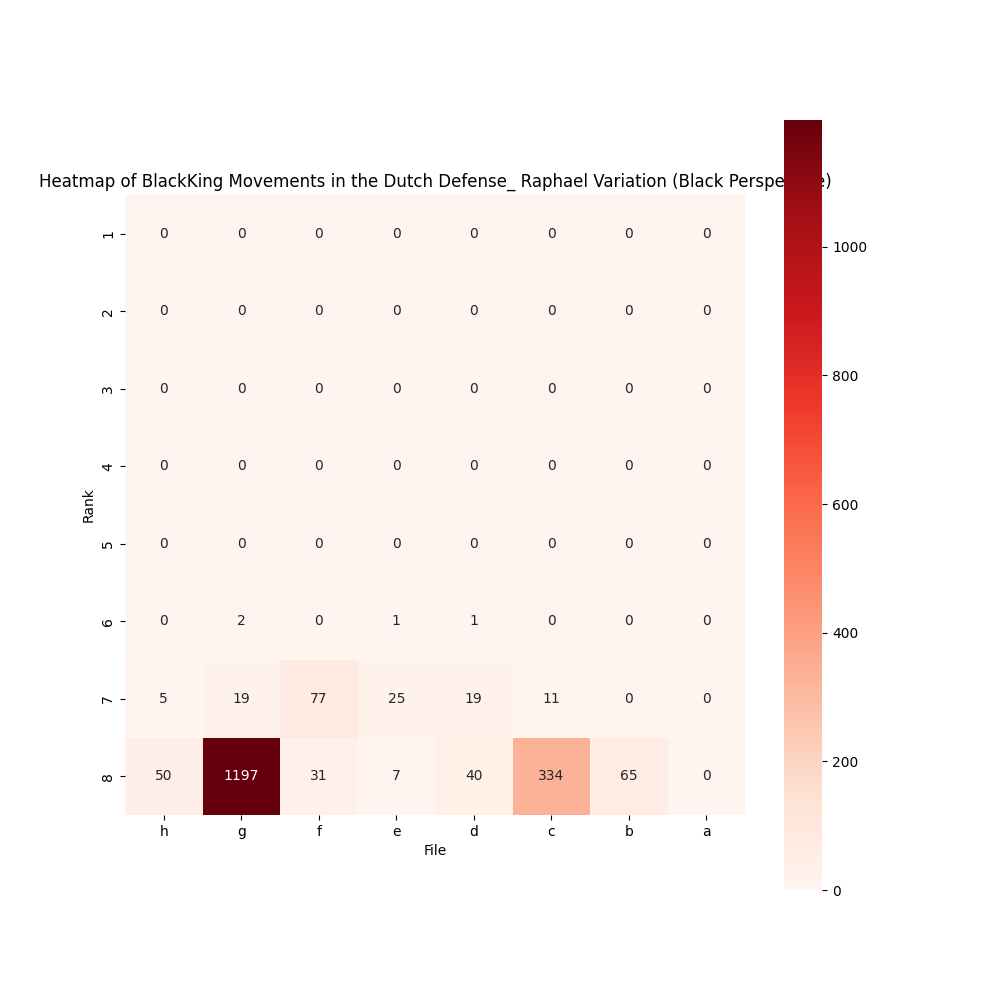 Heatmap of BlackKing Movements in the Dutch Defense_ Raphael Variation (Black Perspe e)
1 0 0 0 0 0 0 0 0
1000
2 0 0 0 0 0 0 0 0
3 0 0 0 0 0 0 0 0
800
4 0 0 0 0 0 0 0 0
Rank
600
5 0 0 0 0 0 0 0 0
6 0 2 0 1 1 0 0 0
400
7 5 19 77 25 19 11 0 0
200
8 50 1197 31 7 40 334 65 0
h g f e d c b a
File
0